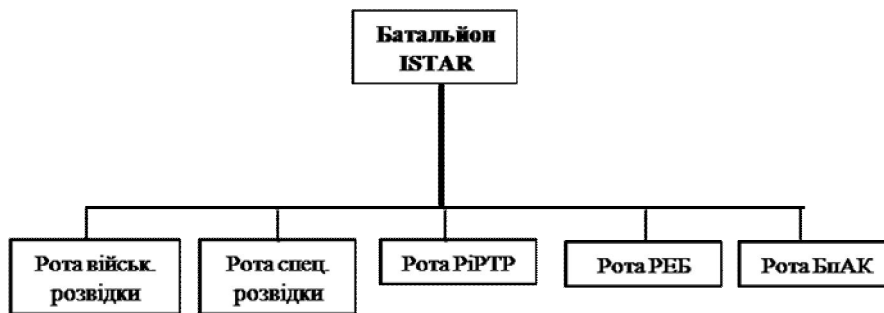 Батальйон
ISTAR
Рота військ.
розвідки
Рота спец.
розвідки
Рота РіРТР
Рота РЕБ
Рота БпАК